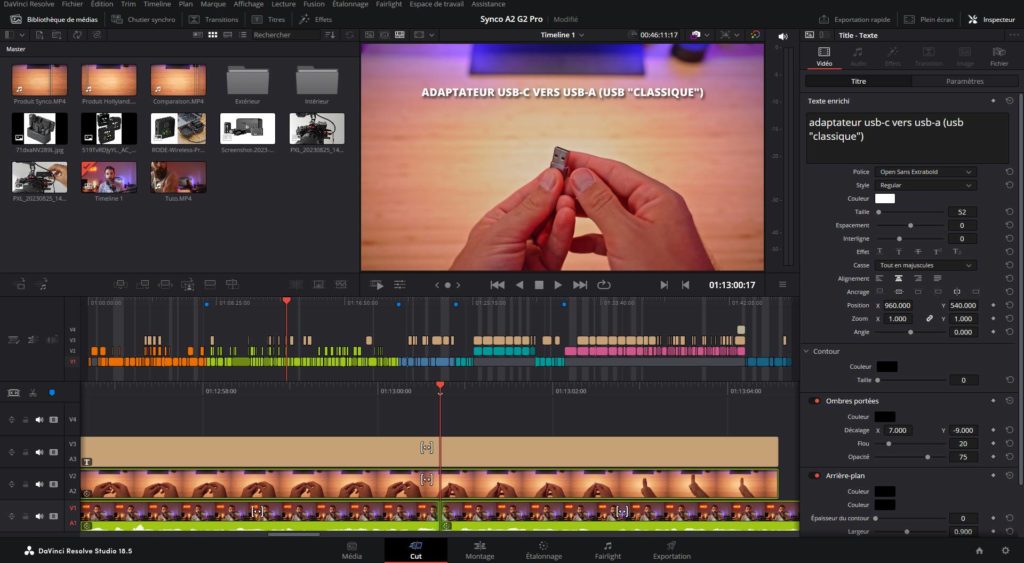 DaVinci Resolve Fichier Édition Trim Timeline Plan Marque Affichage Lecture Fusion Étalonnage Fairlight Espace de travail Assistance
Bibliothèque de médias Chutier synchro Transitions Titres Effets
Synco A2 G2 Pro Modifié
Exportation rapide Plein écran Inspecteur
Rechercher
Timeline 1
00:46:11:17
Title - Texte
Master
Vidéo Audio Effets Transition Image Fichier
Titre Paramètres
Produit Synco.MP4 Produit Hollyland... Comparaison.MP4 Extérieur Intérieur
71dvaNV289L.jpg RODE-Wireless-Pr... Screenshot-2023-... PXL_20230825_14...
PXL_20230825_14... Timeline 1 Tuto.MP4
ADAPTATEUR USB-C VERS USB-A (USB "CLASSIQUE")
Texte enrichi
adaptateur usb-c vers usb-a (usb
"classique")
Police Open Sans Extrabold
Style Regular
Couleur
Taille 52
Espacement 0
Interligne 0
Effet
Casse Tout en majuscules
Alignement
Ancrage
Position X 960.000 Y 540.000
Zoom X 1.000 Y 1.000
Angle 0.000
Contour
Couleur
Taille 0
Ombres portées
Couleur
Décalage X 7.000 Y -9.000
Flou 20
Opacité 75
Arrière-plan
Couleur
Couleur
Épaisseur du contour 0
Largeur 0.900
01:13:00:17
01:00:00:00 01:08:25:00 01:16:50:00 01:25:15:00 01:33:40:00 01:42:05:00
V4
V3
V2
V1
01:12:58:00 01:13:00:00 01:13:02:00 01:13:04:00
V4
V3
A3
V2
A2
V1
A1
DaVinci Resolve Studio 18.5
Média Cut Montage Étalonnage Fairlight Exportation